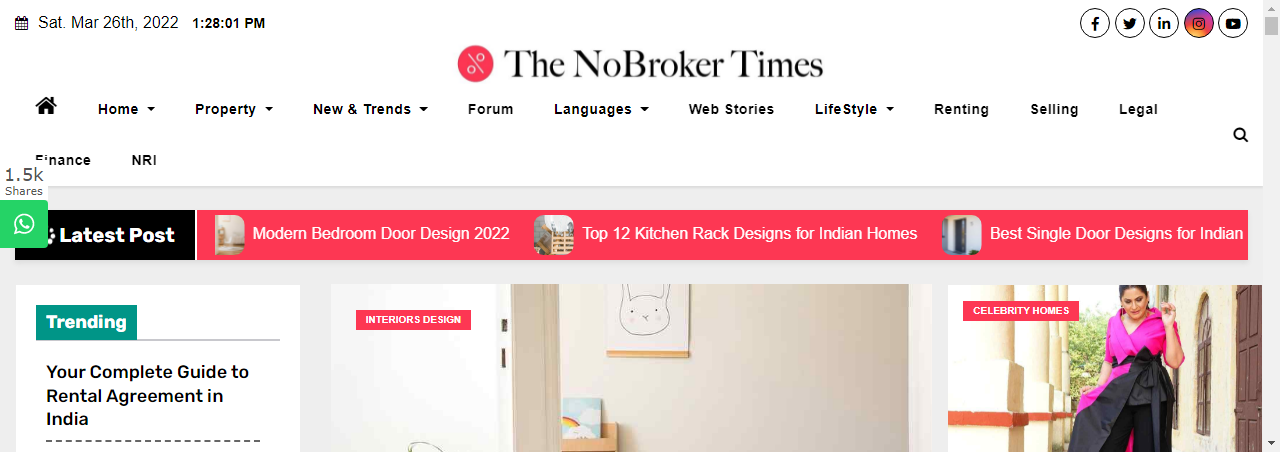 Sat. Mar 26th, 2022 1:28:01 PM
The NoBroker Times
Home Property New & Trends Forum Languages Web Stories LifeStyle Renting Selling Legal
Finance NRI
1.5k
Shares
Latest Post Modern Bedroom Door Design 2022 Top 12 Kitchen Rack Designs for Indian Homes Best Single Door Designs for Indian
Trending
Your Complete Guide to
Rental Agreement in
India
INTERIORS DESIGN
CELEBRITY HOMES